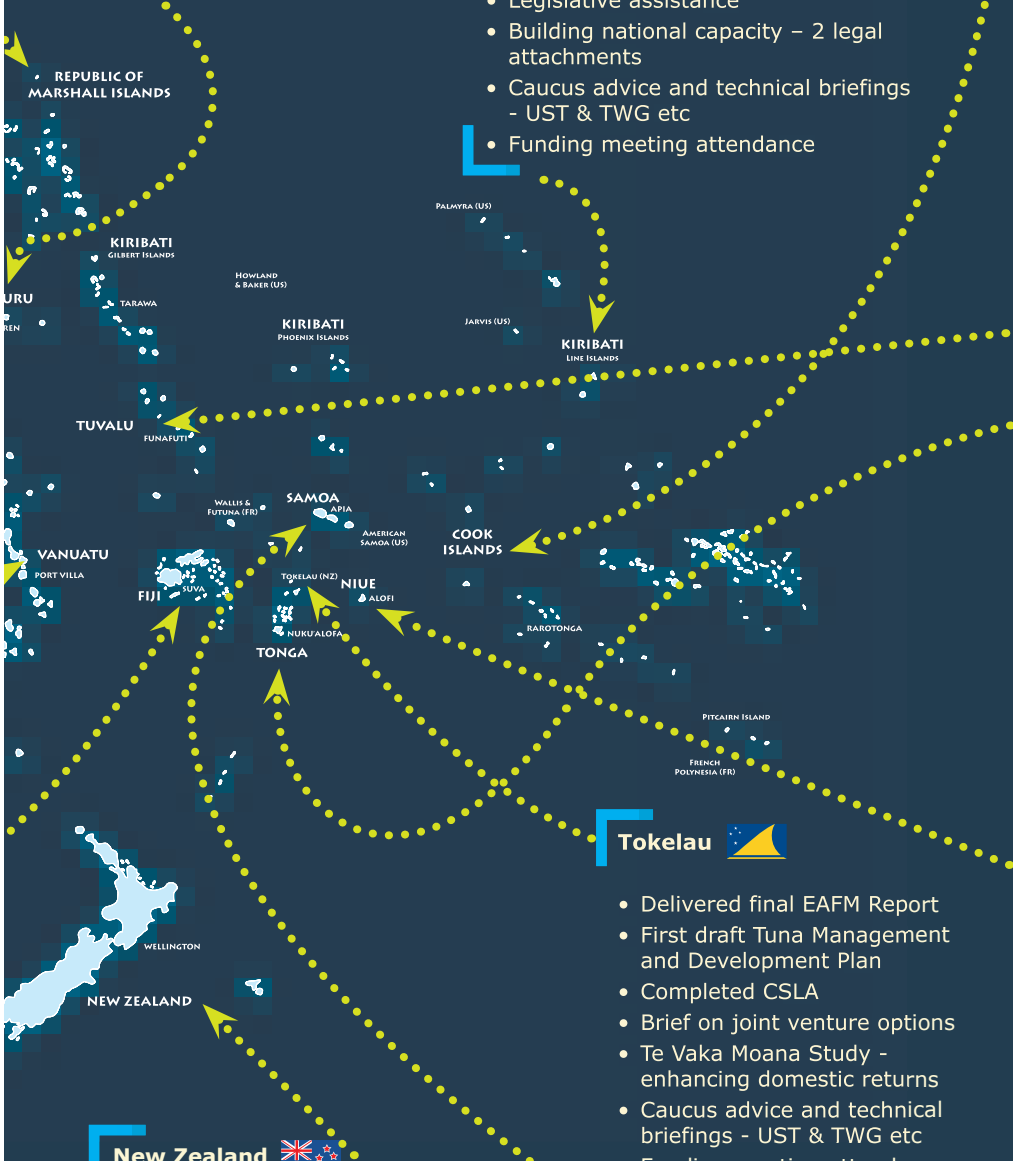 Legislative assistance
• Building national capacity – 2 legal
attachments
• Caucus advice and technical briefings
- UST & TWG etc
• Funding meeting attendance
REPUBLIC OF
MARSHALL ISLANDS
PALMYRA (US)
KIRIBATI
GILBERT ISLANDS
HOWLAND
& BAKER (US)
URU
REN
TARAWA
KIRIBATI
PHOENIX ISLANDS
JARVIS (US)
KIRIBATI
LINE ISLANDS
TUVALU
FUNAFUTI
WALLIS &
FUTUNA (FR)
SAMOA
APIA
AMERICAN
SAMOA (US)
COOK
ISLANDS
VANUATU
PORT VILLA
FIJI
SUVA
TOKELAU (NZ)
NIUE
ALOFI
NUKU'ALOFA
TONGA
RAROTONGA
PITCAIRN ISLAND
FRENCH
POLYNESIA (FR)
Tokelau
• Delivered final EAFM Report
• First draft Tuna Management
and Development Plan
• Completed CSLA
• Brief on joint venture options
• Te Vaka Moana Study -
enhancing domestic returns
• Caucus advice and technical
briefings - UST & TWG etc
WELLINGTON
NEW ZEALAND
New Zealand